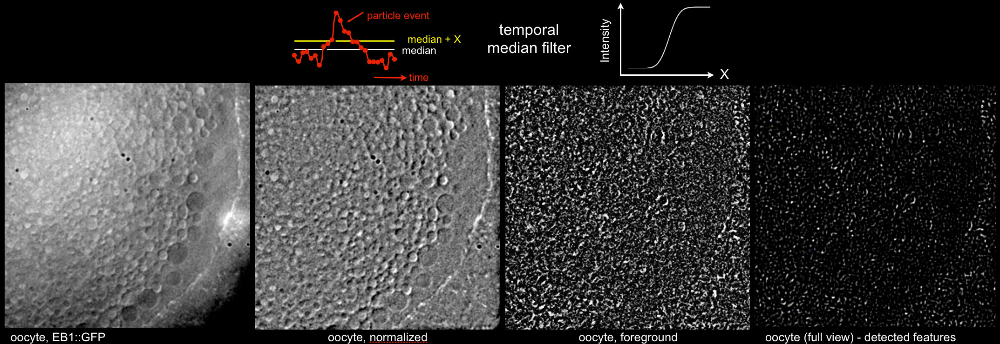 particle event
median + X
median
time
temporal
median filter
Intensity
X
oocyte, EB1::GFP
oocyte, normalized
oocyte, foreground
oocyte (full view) - detected features